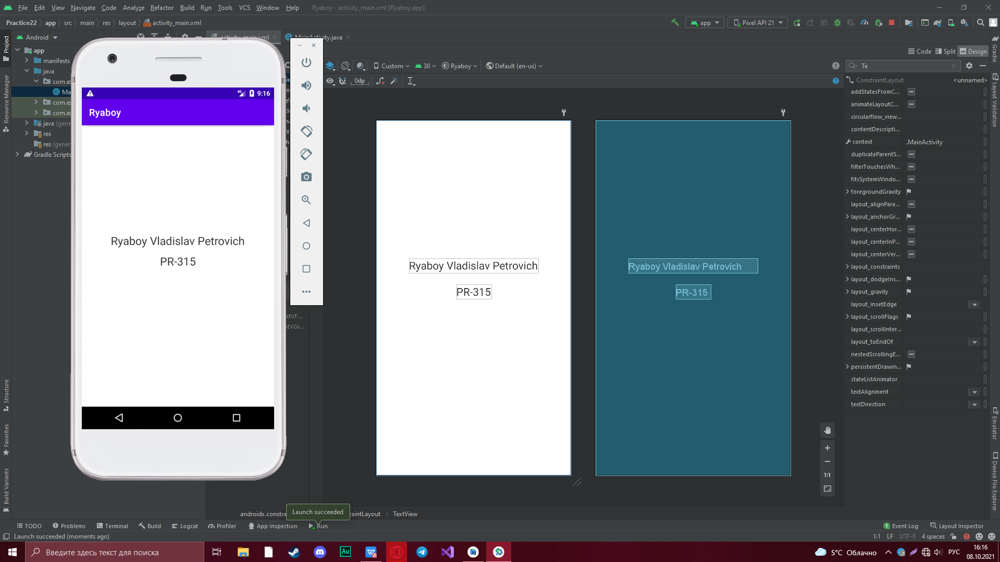 File Edit View Navigate Code Analyze Refactor Build Run Tools VCS Window Help Ryaboy - activity_main.xml [Ryaboy.app]
Practice22 app src main res layout activity_main.xml
app Pixel API 21
Android
activity_main.xml
MainActivity.java
Code Split Design
Custom 30 Ryaboy Default (en-us)
Te
0dp
Project
Resource Manager
Structure
Favorites
Build Variants
app
manifests
java
com.ex
Ma
com.ex
com.ex
java (gene
res
res (gener
Gradle Scripts
4G 9:16
Ryaboy
Ryaboy Vladislav Petrovich
PR-315
xtVF...
xtVGr...
Ryaboy Vladislav Petrovich
PR-315
Ryaboy Vladislav Petrovich
PR-315
ConstraintLayout <unnamed>
addStatesFromC...
animateLayoutC...
circularflow_view...
contentDescripti...
context .MainActivity
duplicateParentS...
filterTouchesWh...
fitsSystemWindo...
foregroundGravity
layout_alignPare...
layout_anchorGr...
layout_centerHor...
layout_centerInP...
layout_centerVer...
layout_constraints
layout_dodgeIns...
layout_gravity
layout_insetEdge
layout_scrollFlags
layout_scrollInter...
layout_toEndOf
nestedScrollingE...
persistentDrawin...
stateListAnimator
textAlignment
textDirection
1:1
Gradle
Layout Validation
Emulator
Device File Explorer
androidx.constra
raintLayout TextView
Launch succeeded
TODO Problems Terminal Build Logcat Profiler App Inspection Run
1 Event Log Layout Inspector
Launch succeeded (moments ago)
1:1 LF UTF-8 4 spaces
Введите здесь текст для поиска
Au
5°C Облачно
РУС
16:16
08.10.2021